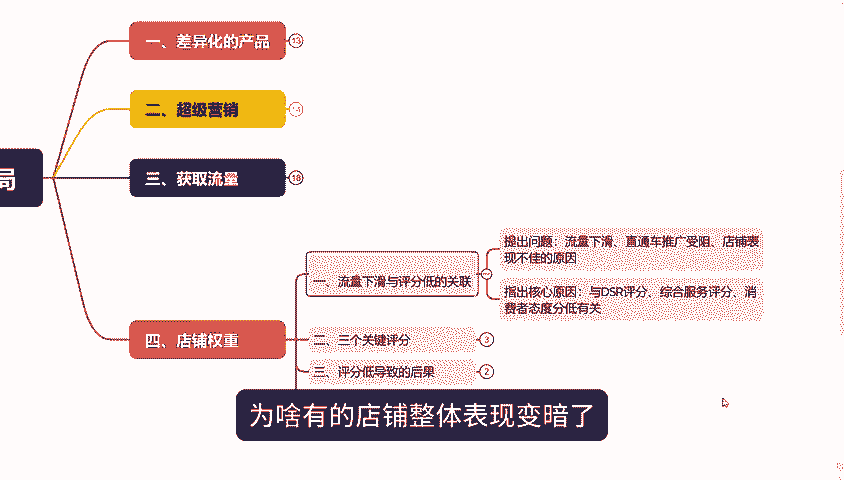 局
一、差异化的产品
13
二、超级营销
14
三、获取流量
18
四、店铺权重
一、流量下滑与评分低的关联
提出问题：流量下滑、直通车推广受阻、店铺表
现不佳的原因
指出核心原因：与DSR评分、综合服务评分、消
费者态度分低有关
二、三个关键评分
3
三、评分低导致的后果
2
为啥有的店铺整体表现变暗了